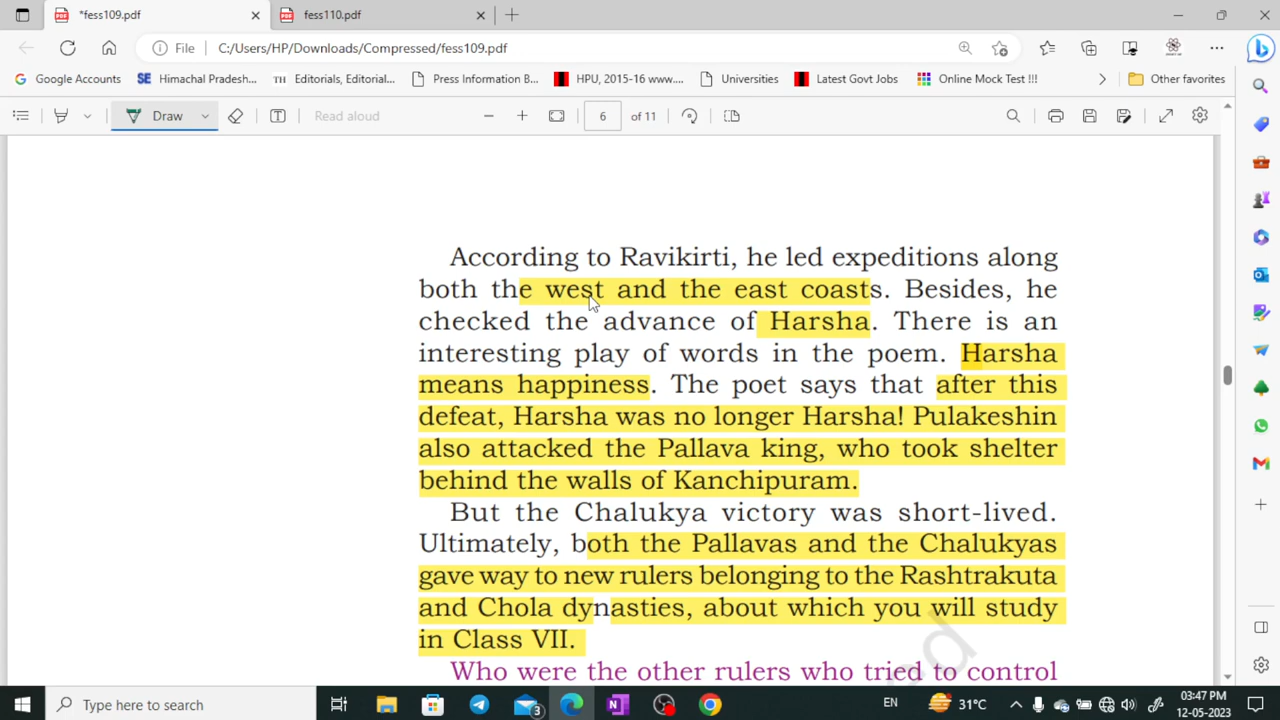 *fess109.pdf
fess110.pdf
File C:/Users/HP/Downloads/Compressed/fess109.pdf
Google Accounts SE Himachal Pradesh... TH Editorials, Editorial... Press Information B... HPU, 2015-16 www.... Universities Latest Govt Jobs Online Mock Test !!! Other favorites
Draw Read aloud 6 of 11
According to Ravikirti, he led expeditions along
both the west and the east coasts. Besides, he
checked the advance of Harsha. There is an
interesting play of words in the poem. Harsha
means happiness. The poet says that after this
defeat, Harsha was no longer Harsha! Pulakeshin
also attacked the Pallava king, who took shelter
behind the walls of Kanchipuram.
But the Chalukya victory was short-lived.
Ultimately, both the Pallavas and the Chalukyas
gave way to new rulers belonging to the Rashtrakuta
and Chola dynasties, about which you will study
in Class VII.
Who were the other rulers who tried to control
Type here to search
3
EN
31°C
03:47 PM
12-05-2023